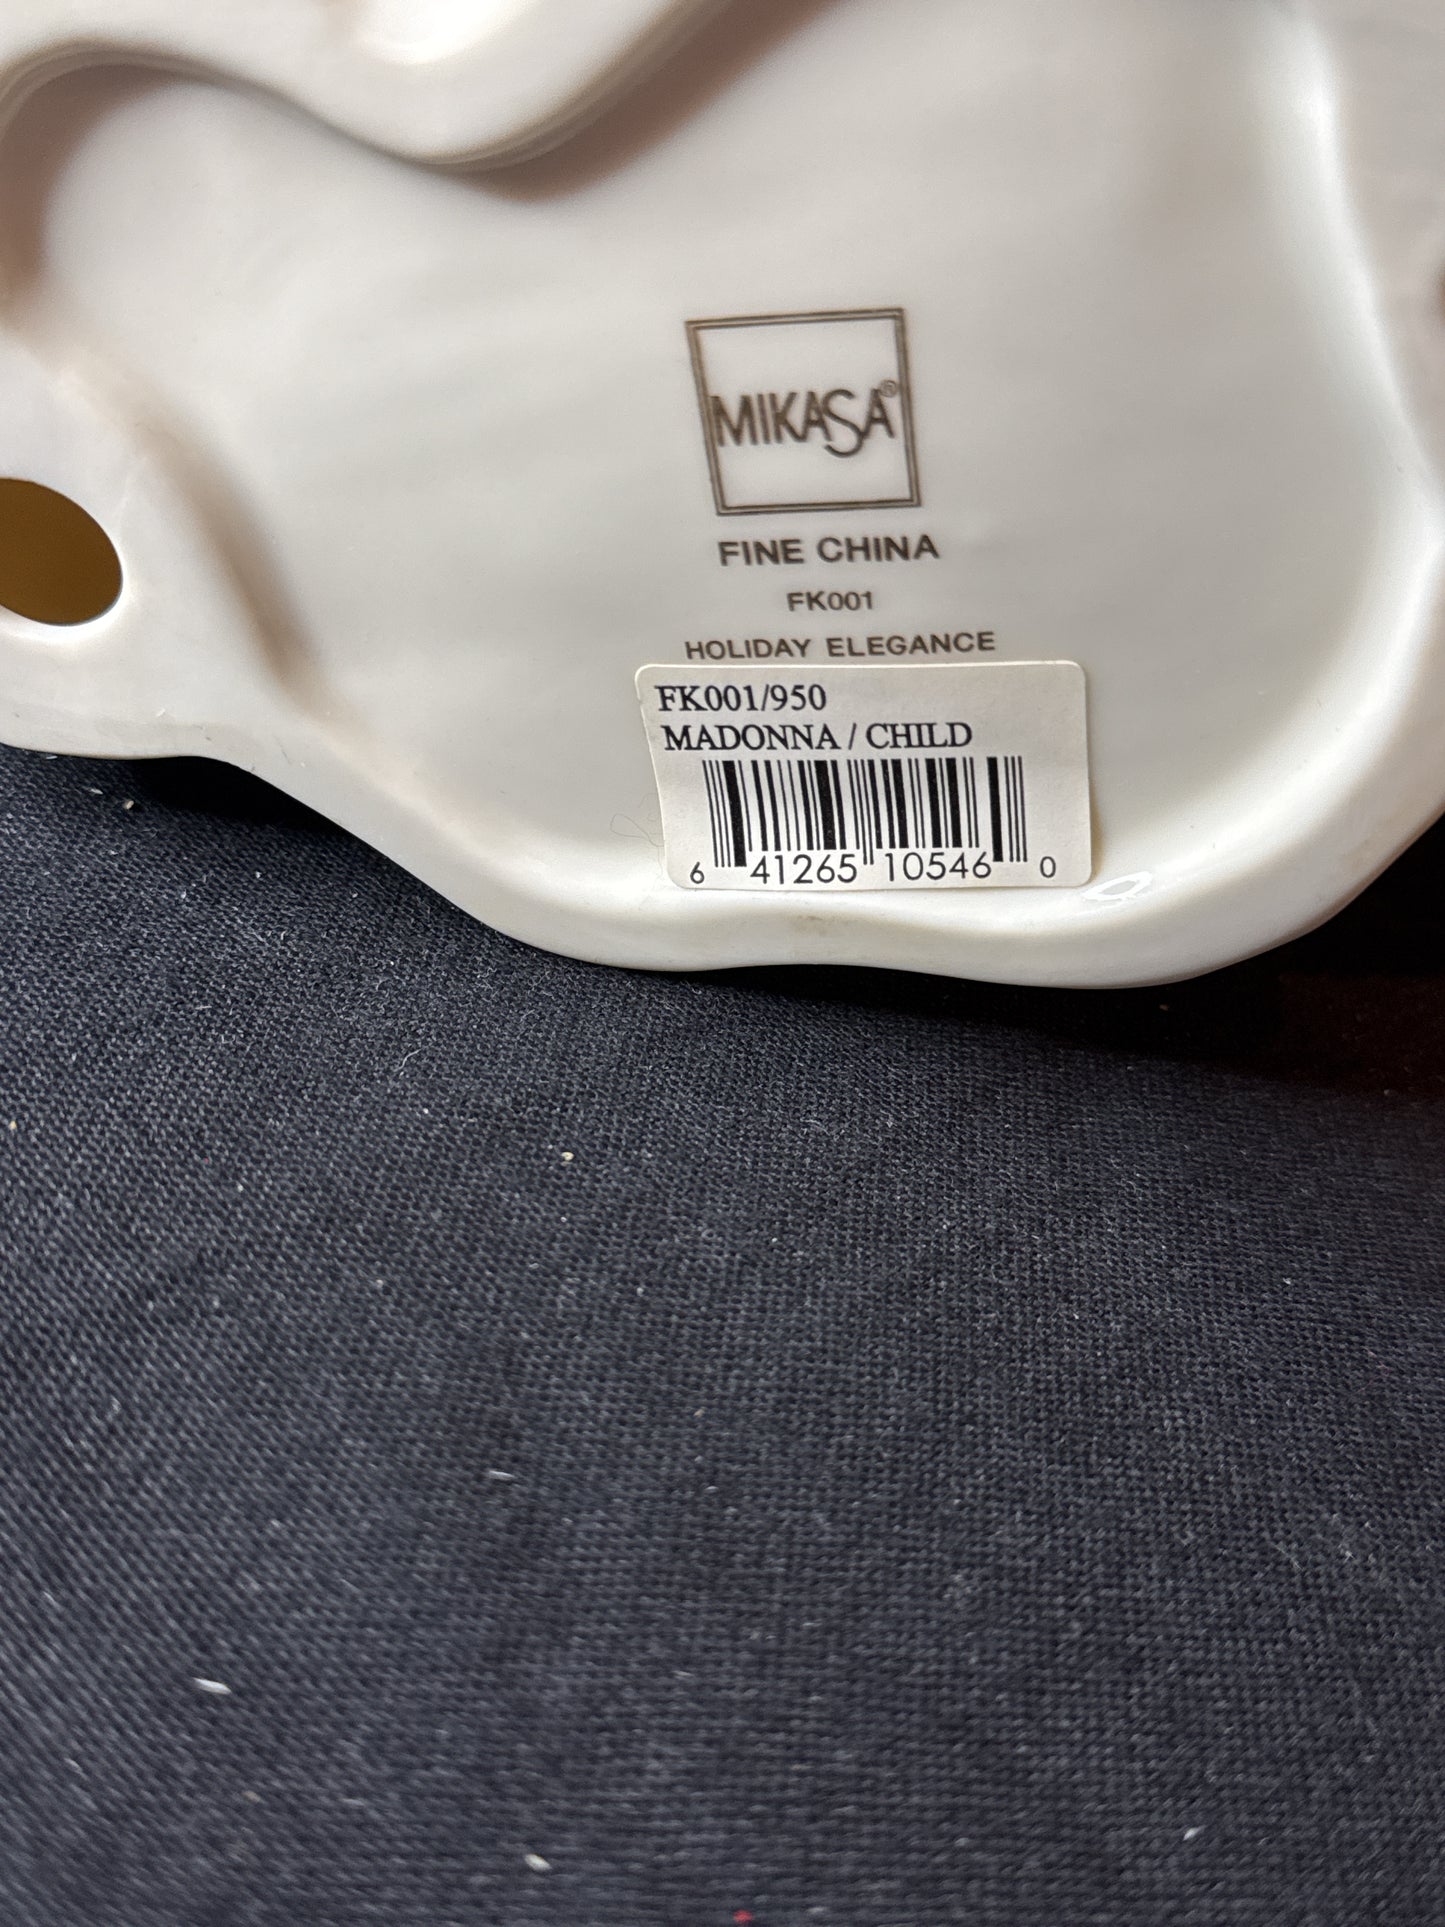 MIKASA®
FINE CHINA
FK001
HOLIDAY ELEGANCE
FK001/950
MADONNA / CHILD
6 41265 10546 0